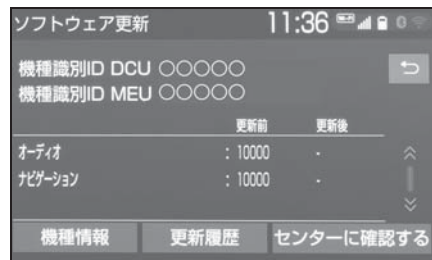 ソフトウェア更新 11:36
機種識別ID DCU ○○○○○
機種識別ID MEU ○○○○○
更新前 更新後
オーディオ : 10000 -
ナビゲーション : 10000 -
機種情報 更新履歴 センターに確認する